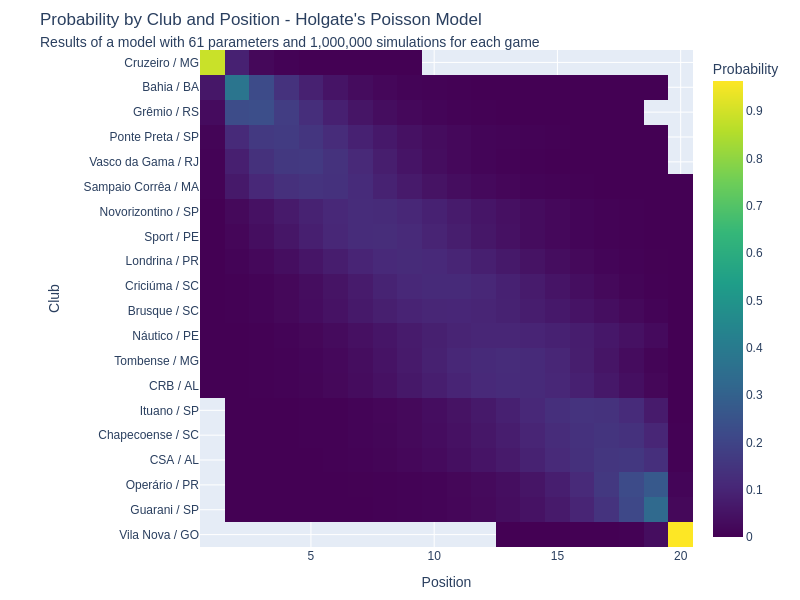 Probability by Club and Position - Holgate's Poisson Model
Results of a model with 61 parameters and 1,000,000 simulations for each game
Probability
Cruzeiro / MG
Bahia / BA
Grêmio / RS
Ponte Preta / SP
Vasco da Gama / RJ
Sampaio Corrêa / MA
Novorizontino / SP
Sport / PE
Londrina / PR
Criciúma / SC
Brusque / SC
Náutico / PE
Tombense / MG
CRB / AL
Ituano / SP
Chapecoense / SC
CSA / AL
Operário / PR
Guarani / SP
Vila Nova / GO
Club
5
10
15
20
Position
0.9
0.8
0.7
0.6
0.5
0.4
0.3
0.2
0.1
0